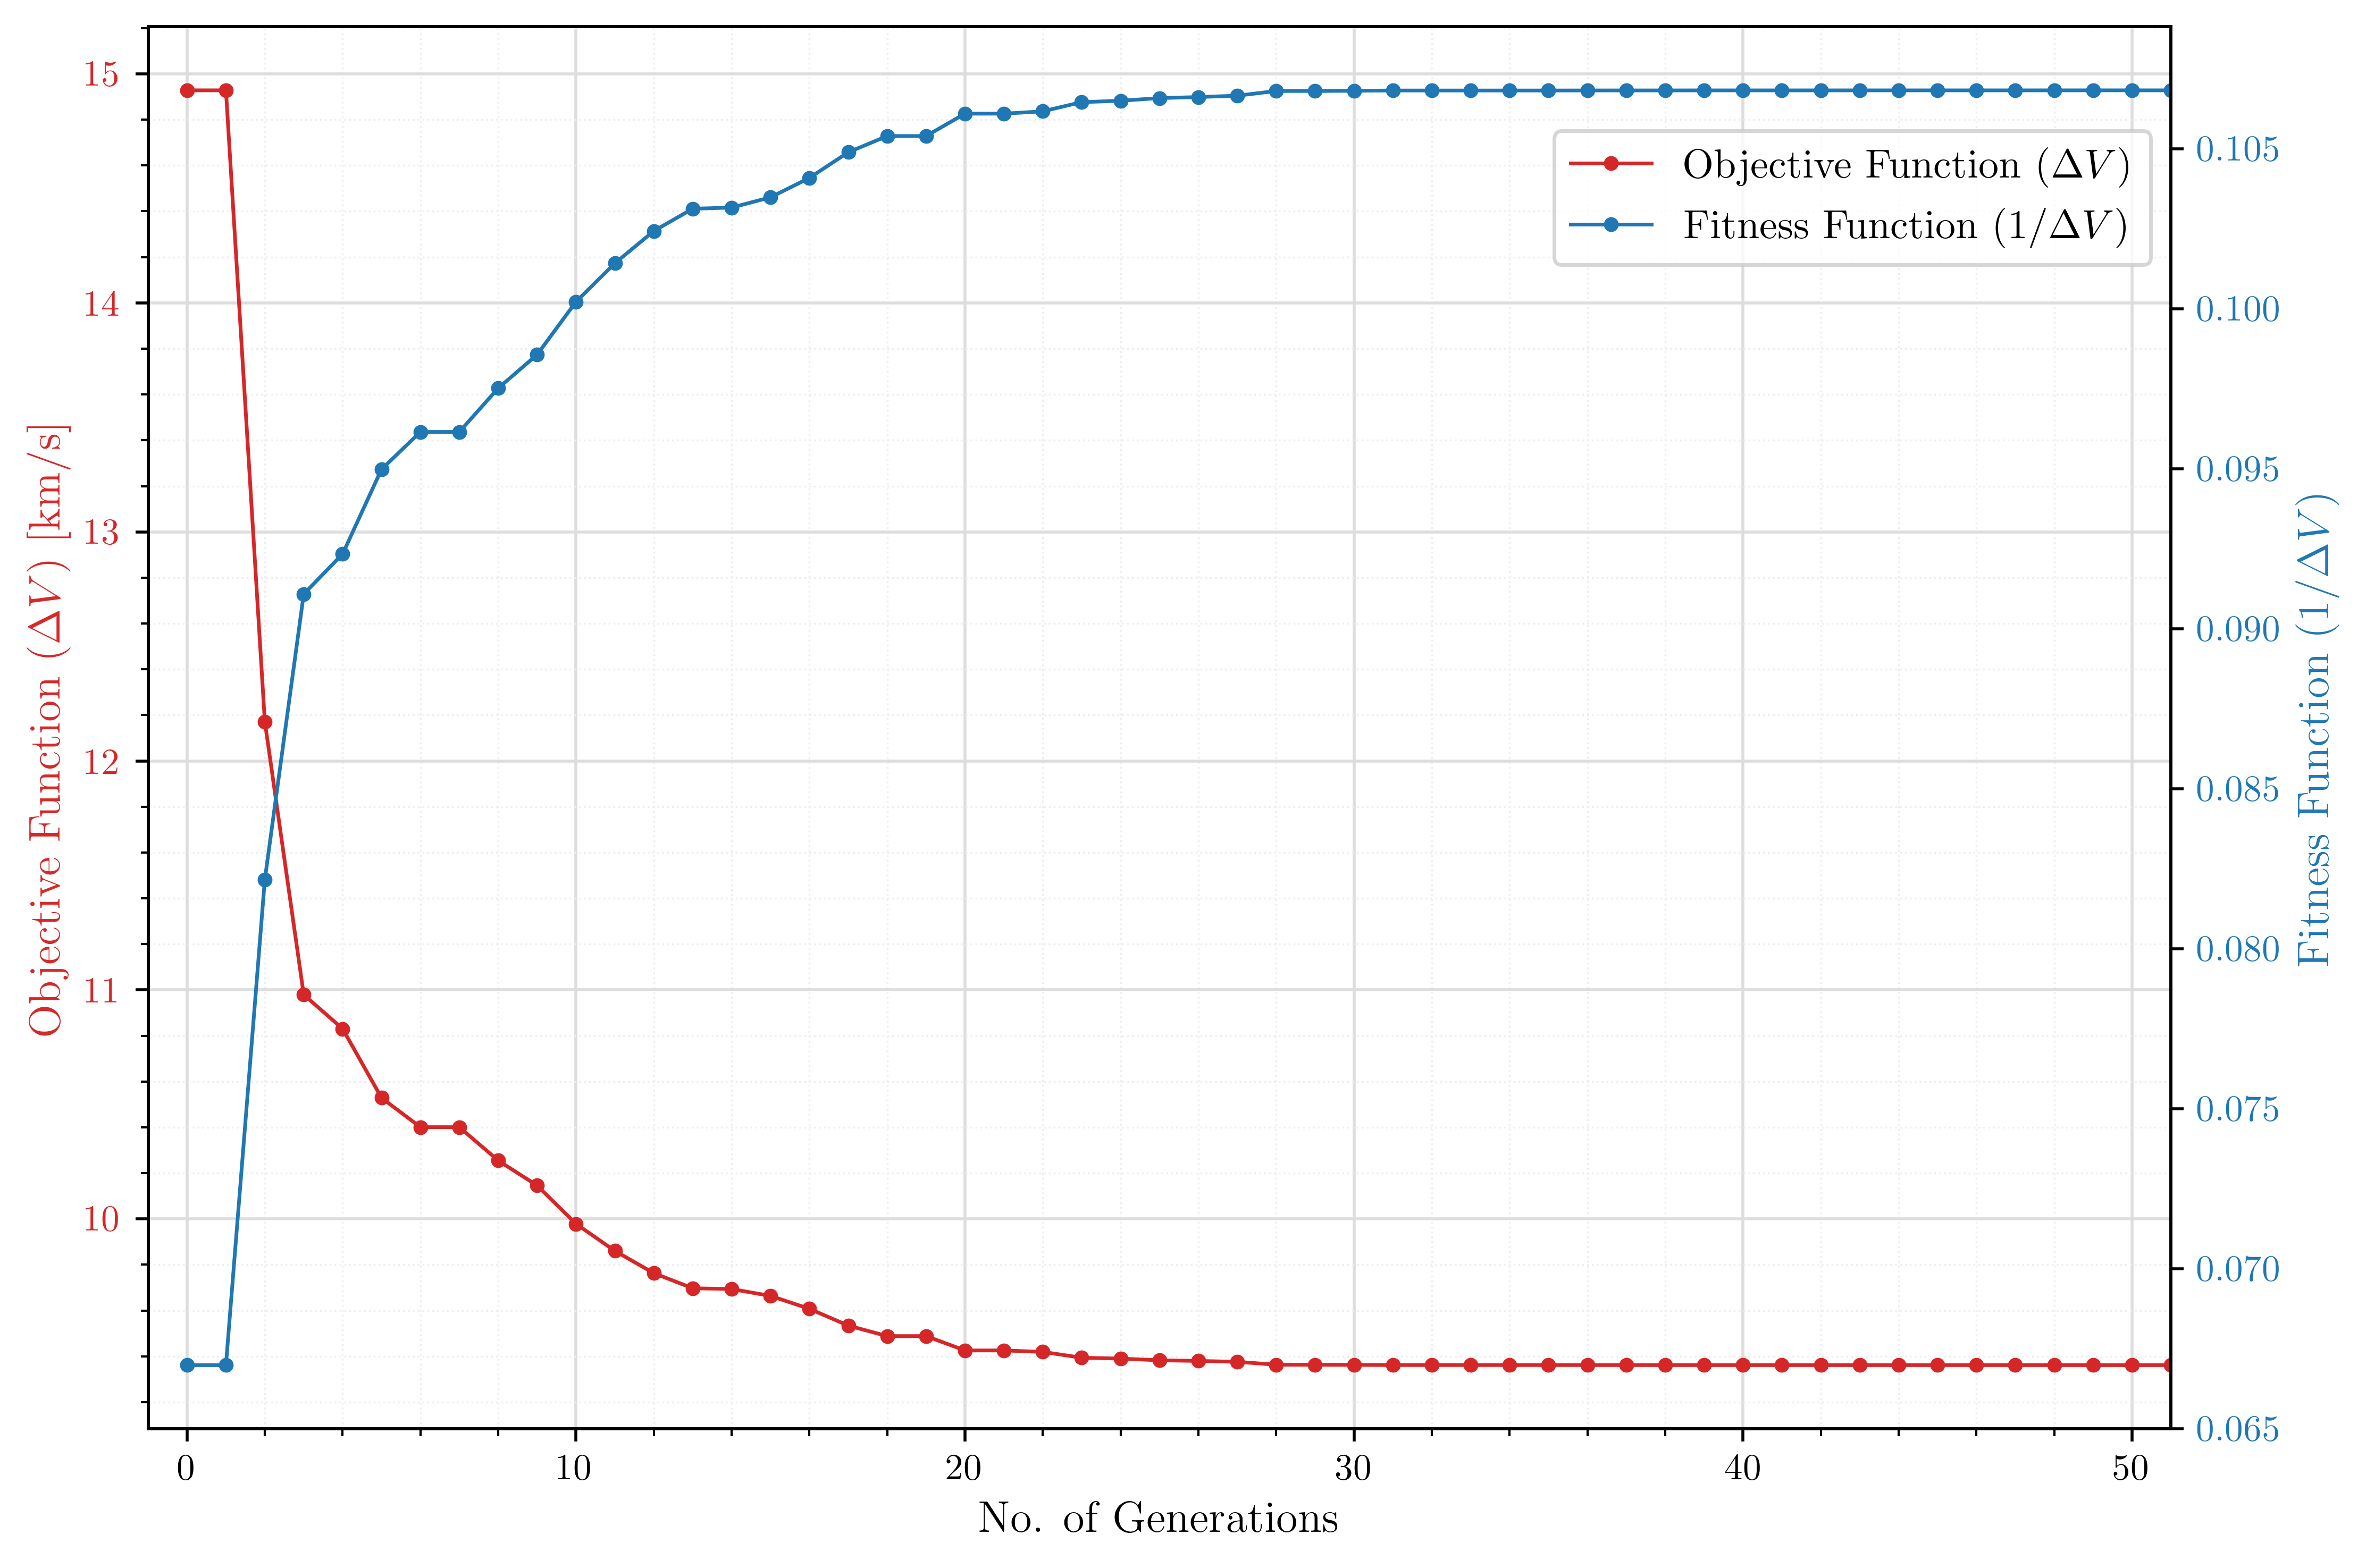 15
14
13
12
11
10
Objective Function (ΔV) [km/s]
Objective Function (ΔV)
Fitness Function (1/ΔV)
0.105
0.100
0.095
0.090
0.085
0.080
0.075
0.070
0.065
Fitness Function (1/ΔV)
0 10 20 30 40 50
No. of Generations